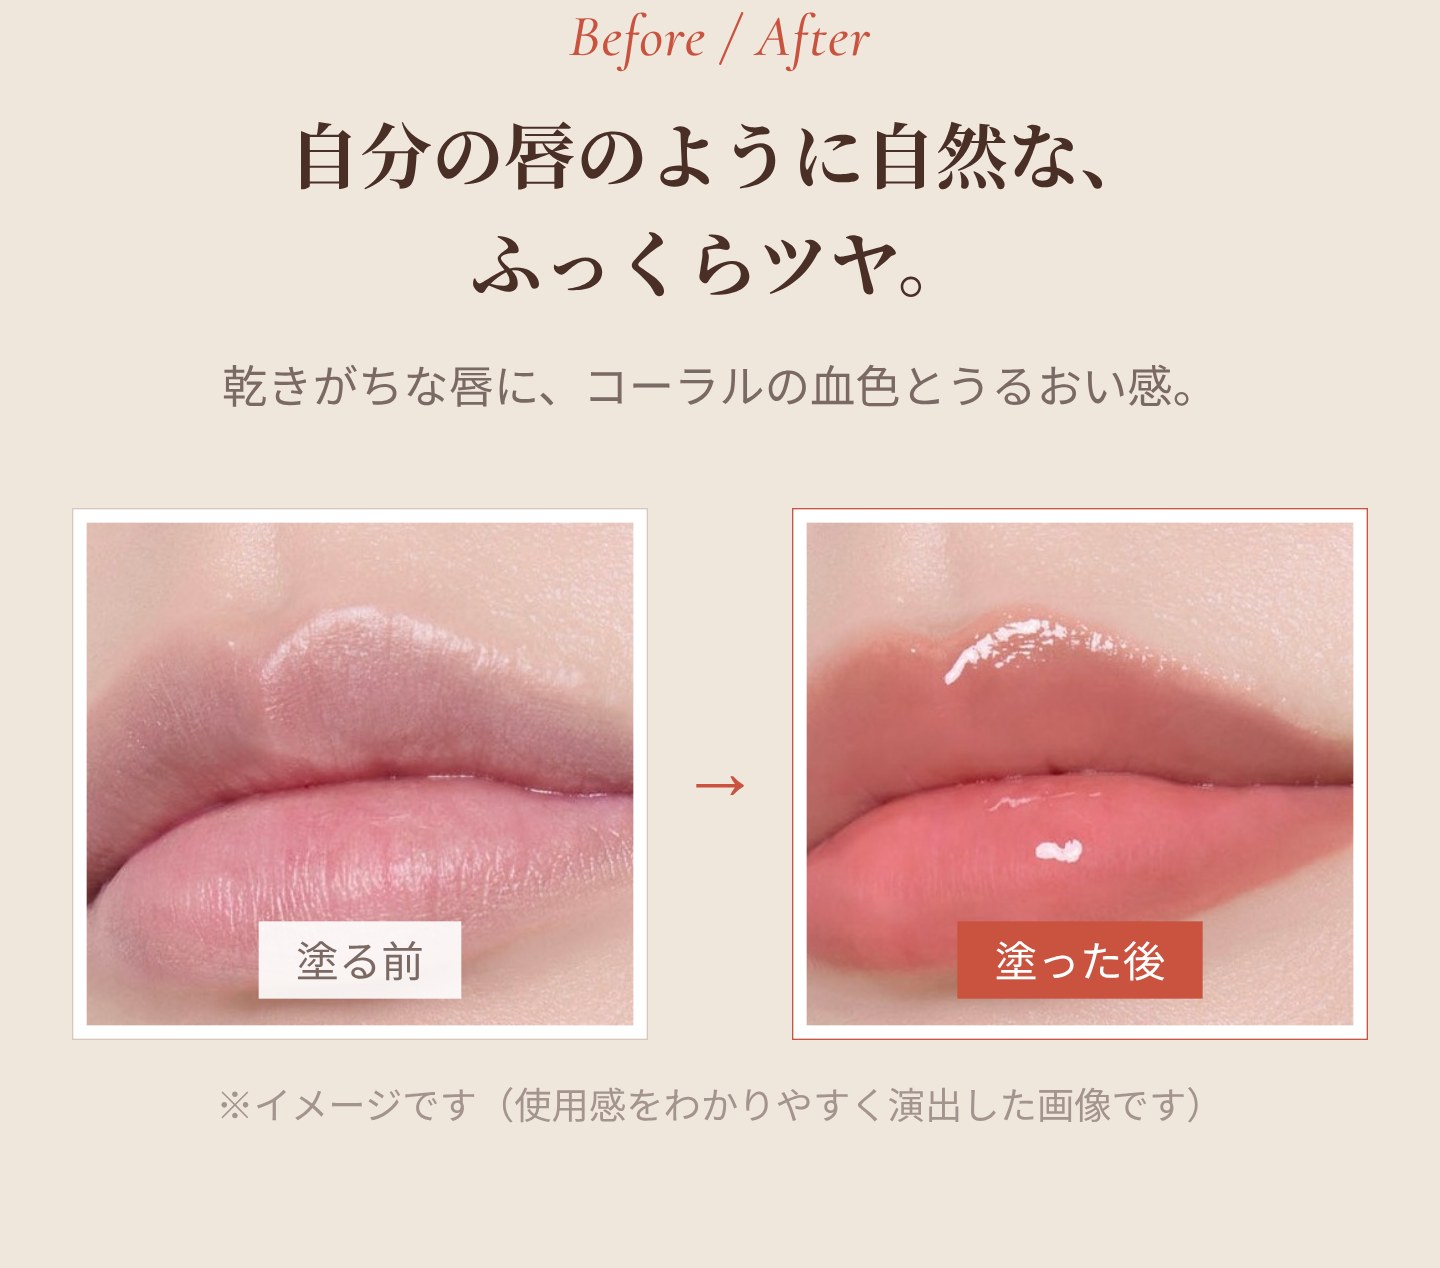 Before / After
自分の唇のように自然な、
ふっくらツヤ。
乾きがちな唇に、コーラルの血色とうるおい感。
→
塗る前
塗った後
※イメージです（使用感をわかりやすく演出した画像です）